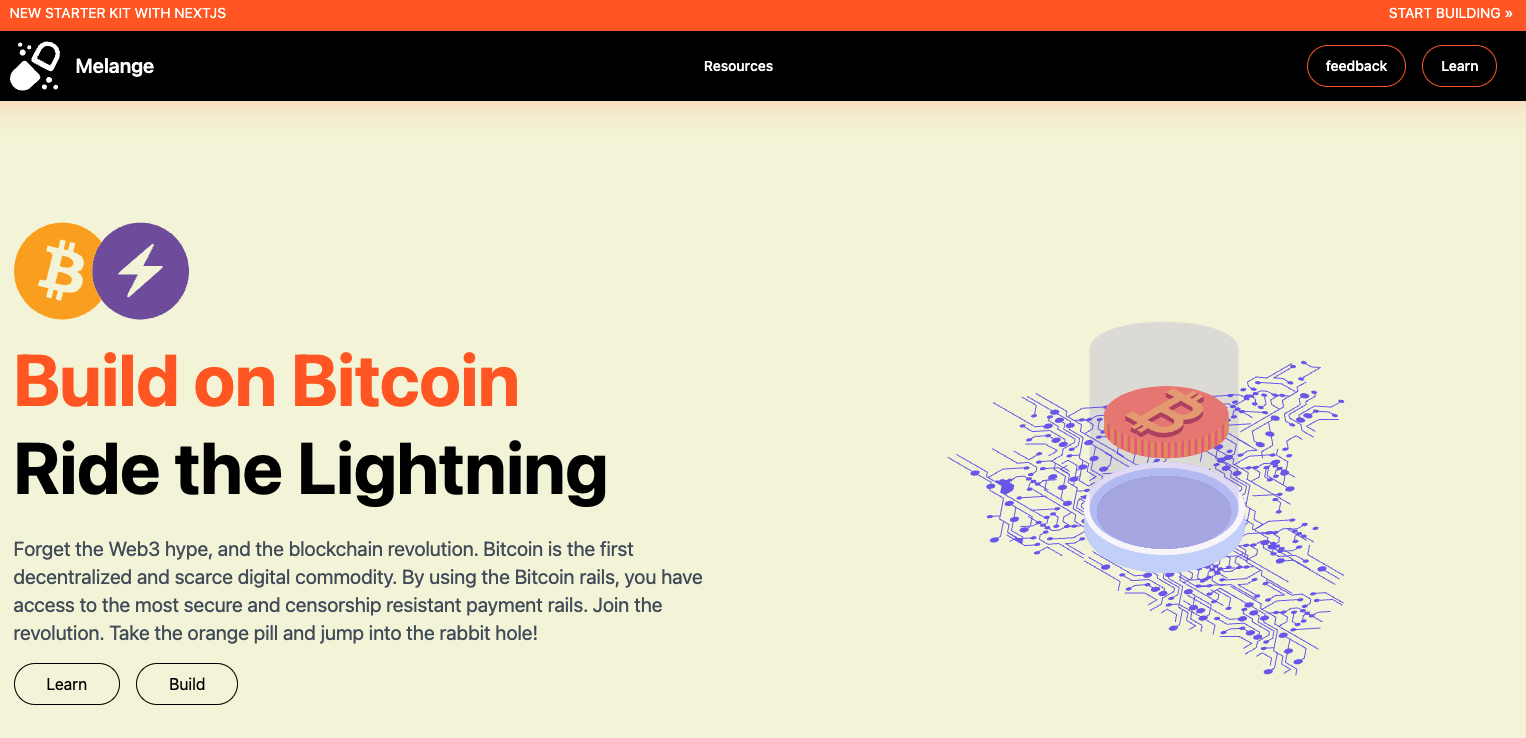 NEW STARTER KIT WITH NEXTJS
START BUILDING »
Melange
Resources
feedback
Learn
Build on Bitcoin
Ride the Lightning
Forget the Web3 hype, and the blockchain revolution. Bitcoin is the first
decentralized and scarce digital commodity. By using the Bitcoin rails, you have
access to the most secure and censorship resistant payment rails. Join the
revolution. Take the orange pill and jump into the rabbit hole!
Learn
Build